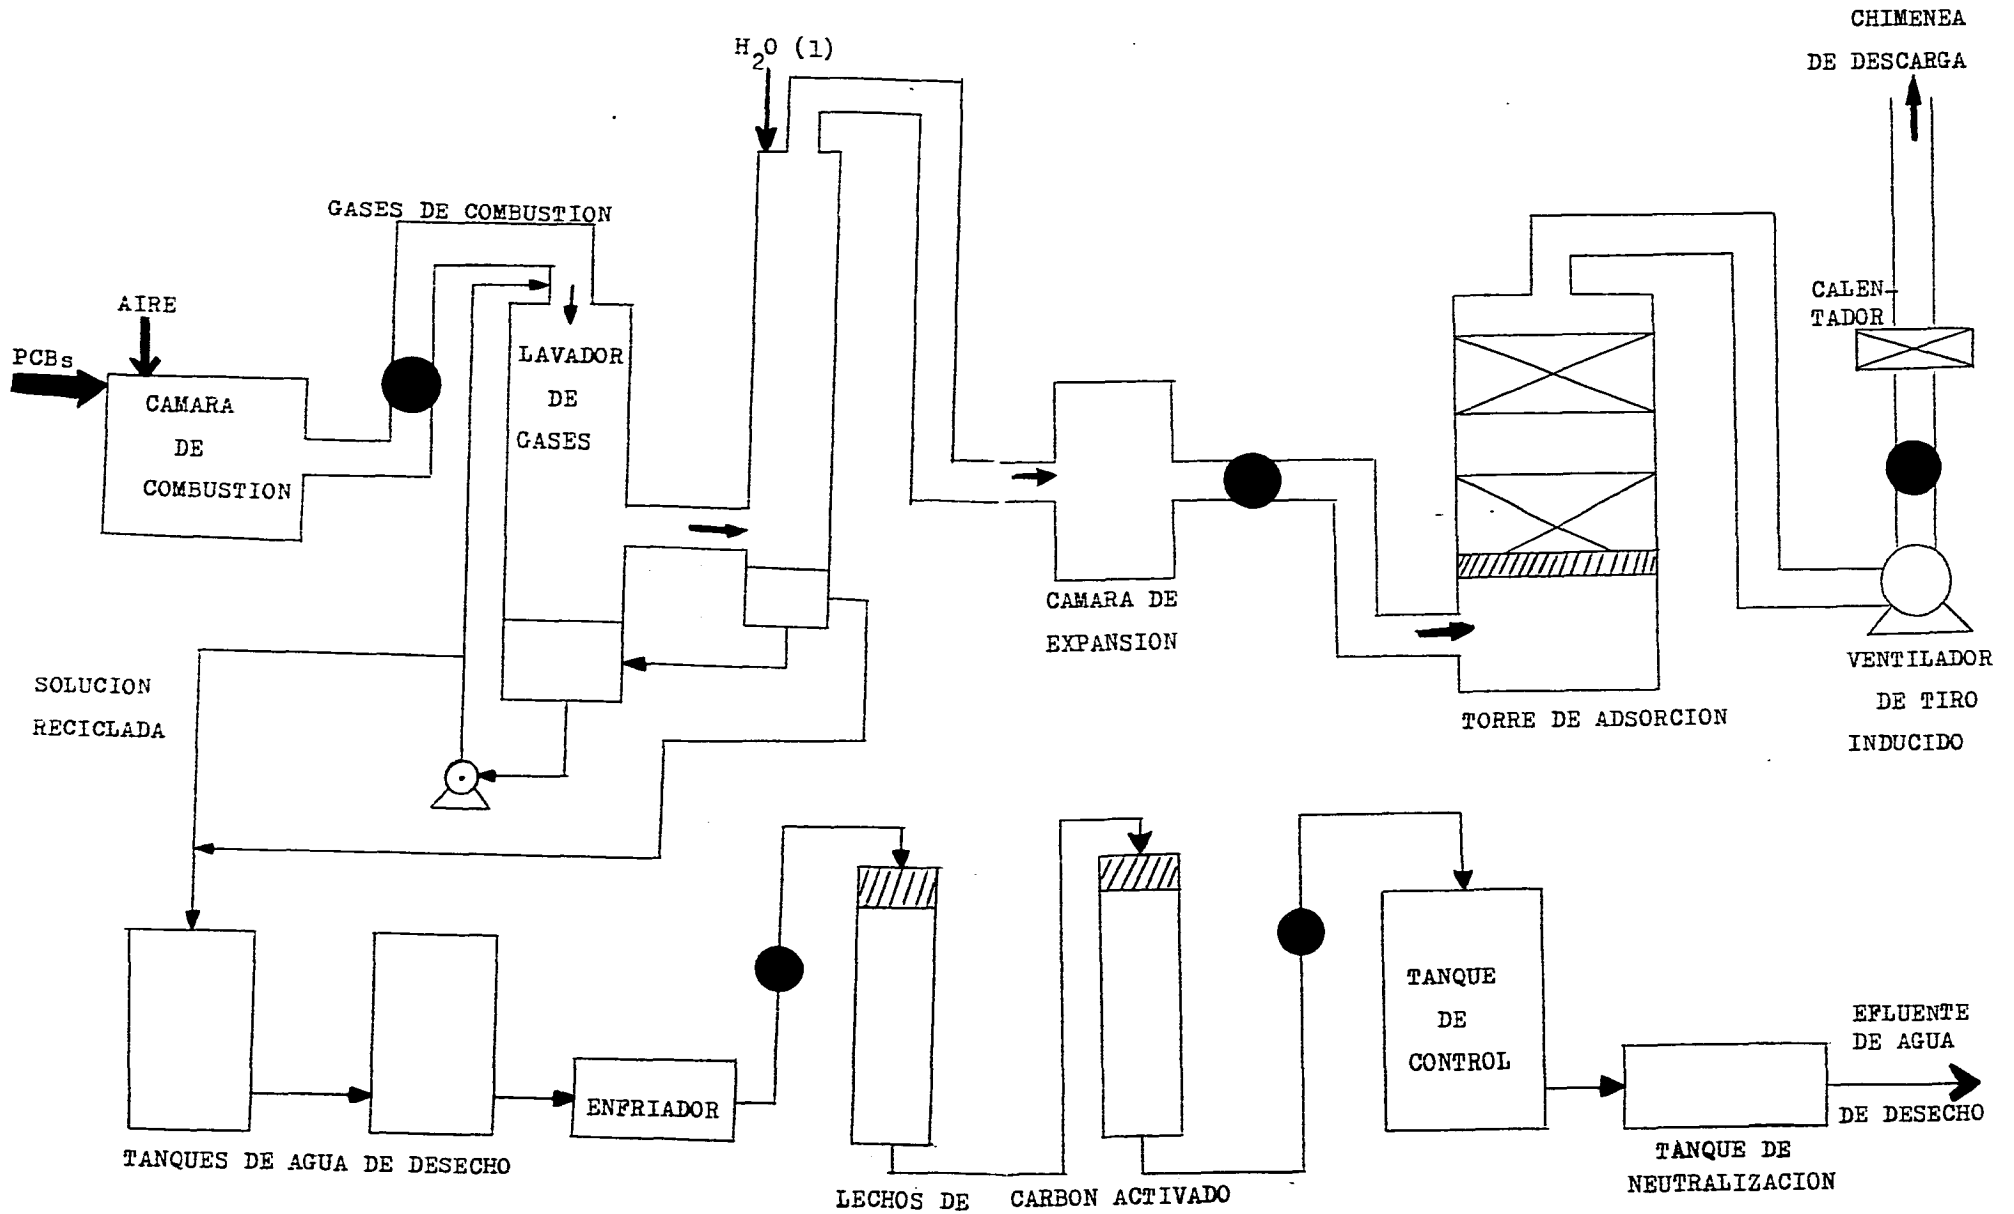 CHIMENEA
DE DESCARGA
H2O (1)
GASES DE COMBUSTION
AIRE
PCBs
CAMARA
DE
COMBUSTION
LAVADOR
DE
GASES
CALEN-
TADOR
CAMARA DE
EXPANSION
TORRE DE ADSORCION
VENTILADOR
DE TIRO
INDUCIDO
SOLUCION
RECICLADA
TANQUES DE AGUA DE DESECHO
ENFRIADOR
LECHOS DE CARBON ACTIVADO
TANQUE
DE
CONTROL
TANQUE DE
NEUTRALIZACION
EFLUENTE
DE AGUA
DE DESECHO